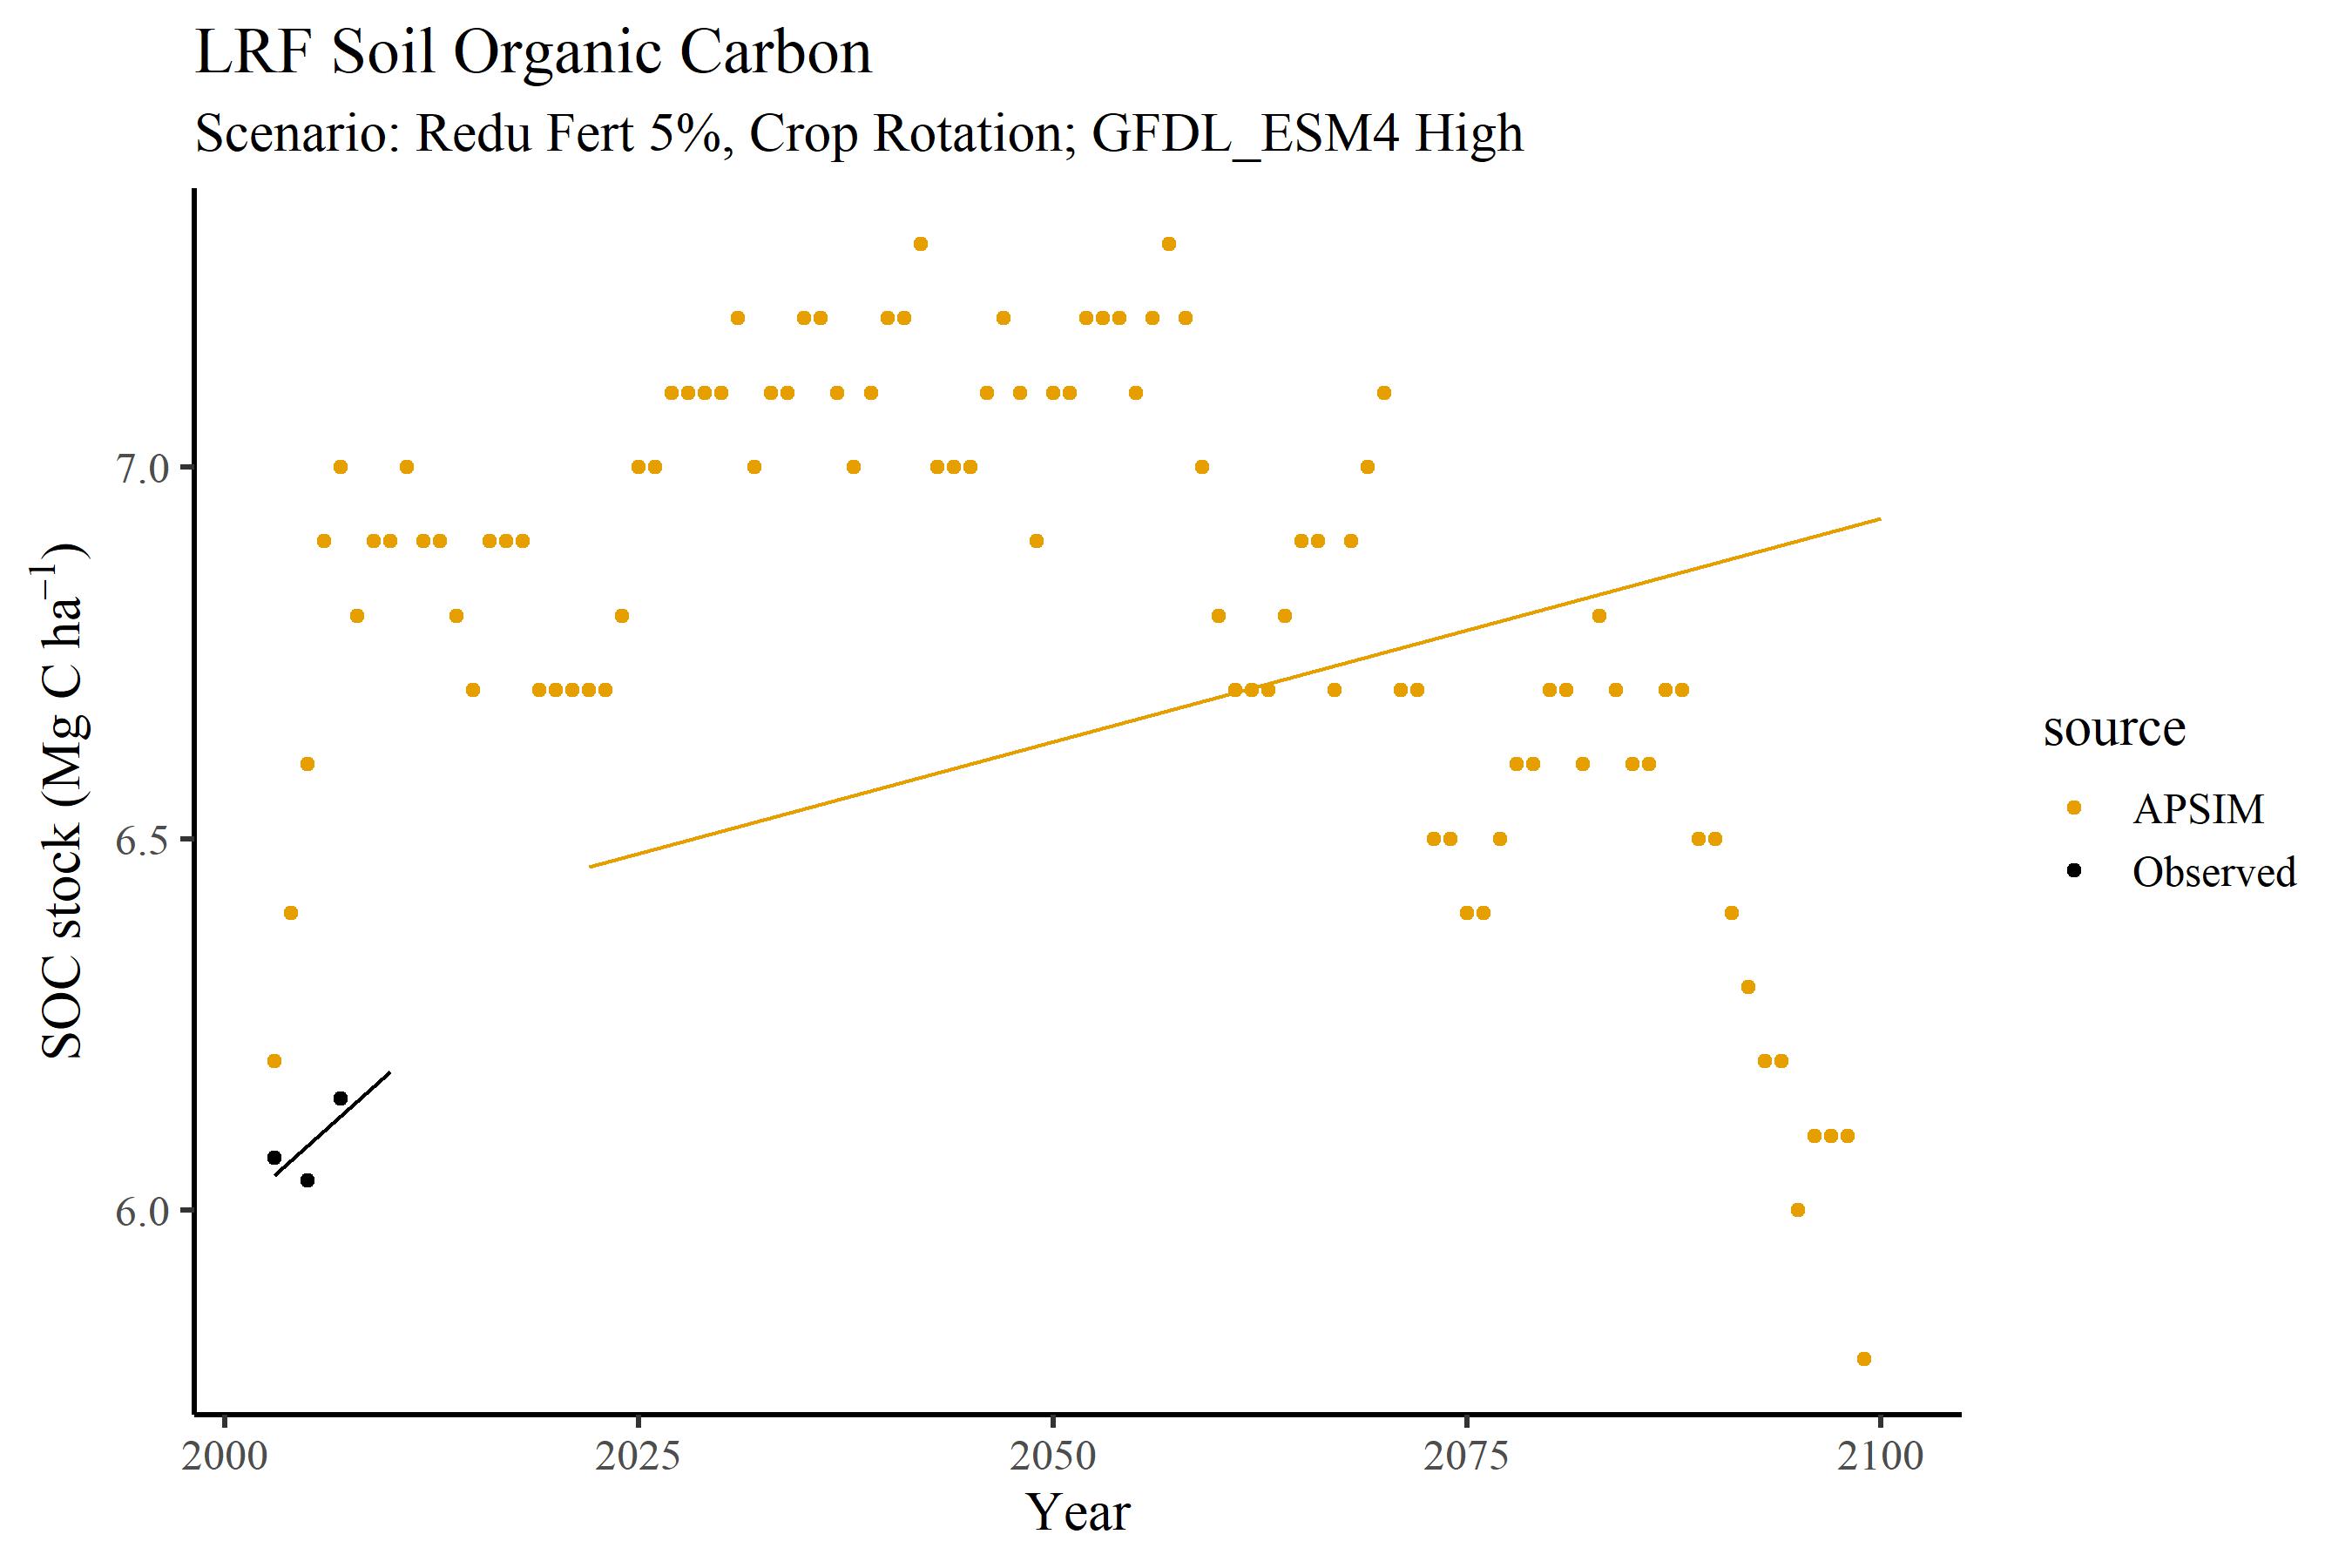 LRF Soil Organic Carbon
Scenario: Redu Fert 5%, Crop Rotation; GFDL_ESM4 High
SOC stock (Mg C ha⁻¹)
7.0
6.5
6.0
2000 2025 2050 2075 2100
Year
source
APSIM
Observed